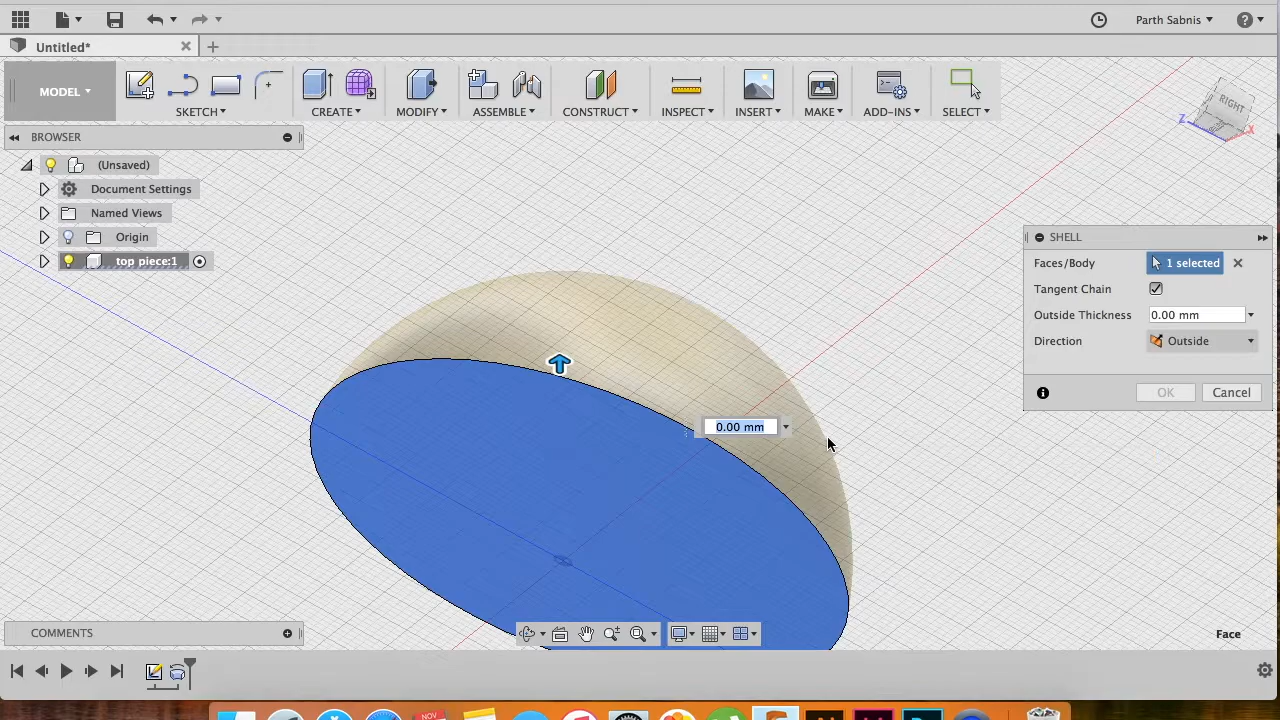 Parth Sabnis
Untitled*
MODEL
SKETCH
CREATE
MODIFY
ASSEMBLE
CONSTRUCT
INSPECT
INSERT
MAKE
ADD-INS
SELECT
RIGHT
Z
X
BROWSER
(Unsaved)
Document Settings
Named Views
Origin
top piece:1
SHELL
Faces/Body 1 selected
Tangent Chain
Outside Thickness 0.00 mm
Direction Outside
OK Cancel
0.00 mm
COMMENTS
Face
NOV